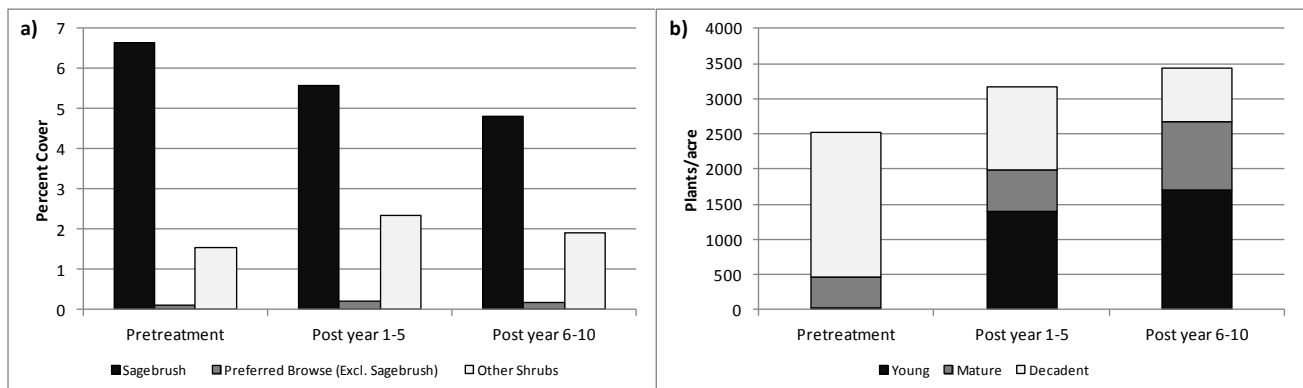 a)
7
6
5
4
3
2
1
0
Percent Cover
Pretreatment Post year 1-5 Post year 6-10
Sagebrush Preferred Browse (Excl. Sagebrush) Other Shrubs
b)
4000
3500
3000
2500
2000
1500
1000
500
0
Plants/acre
Pretreatment Post year 1-5 Post year 6-10
Young Mature Decadent